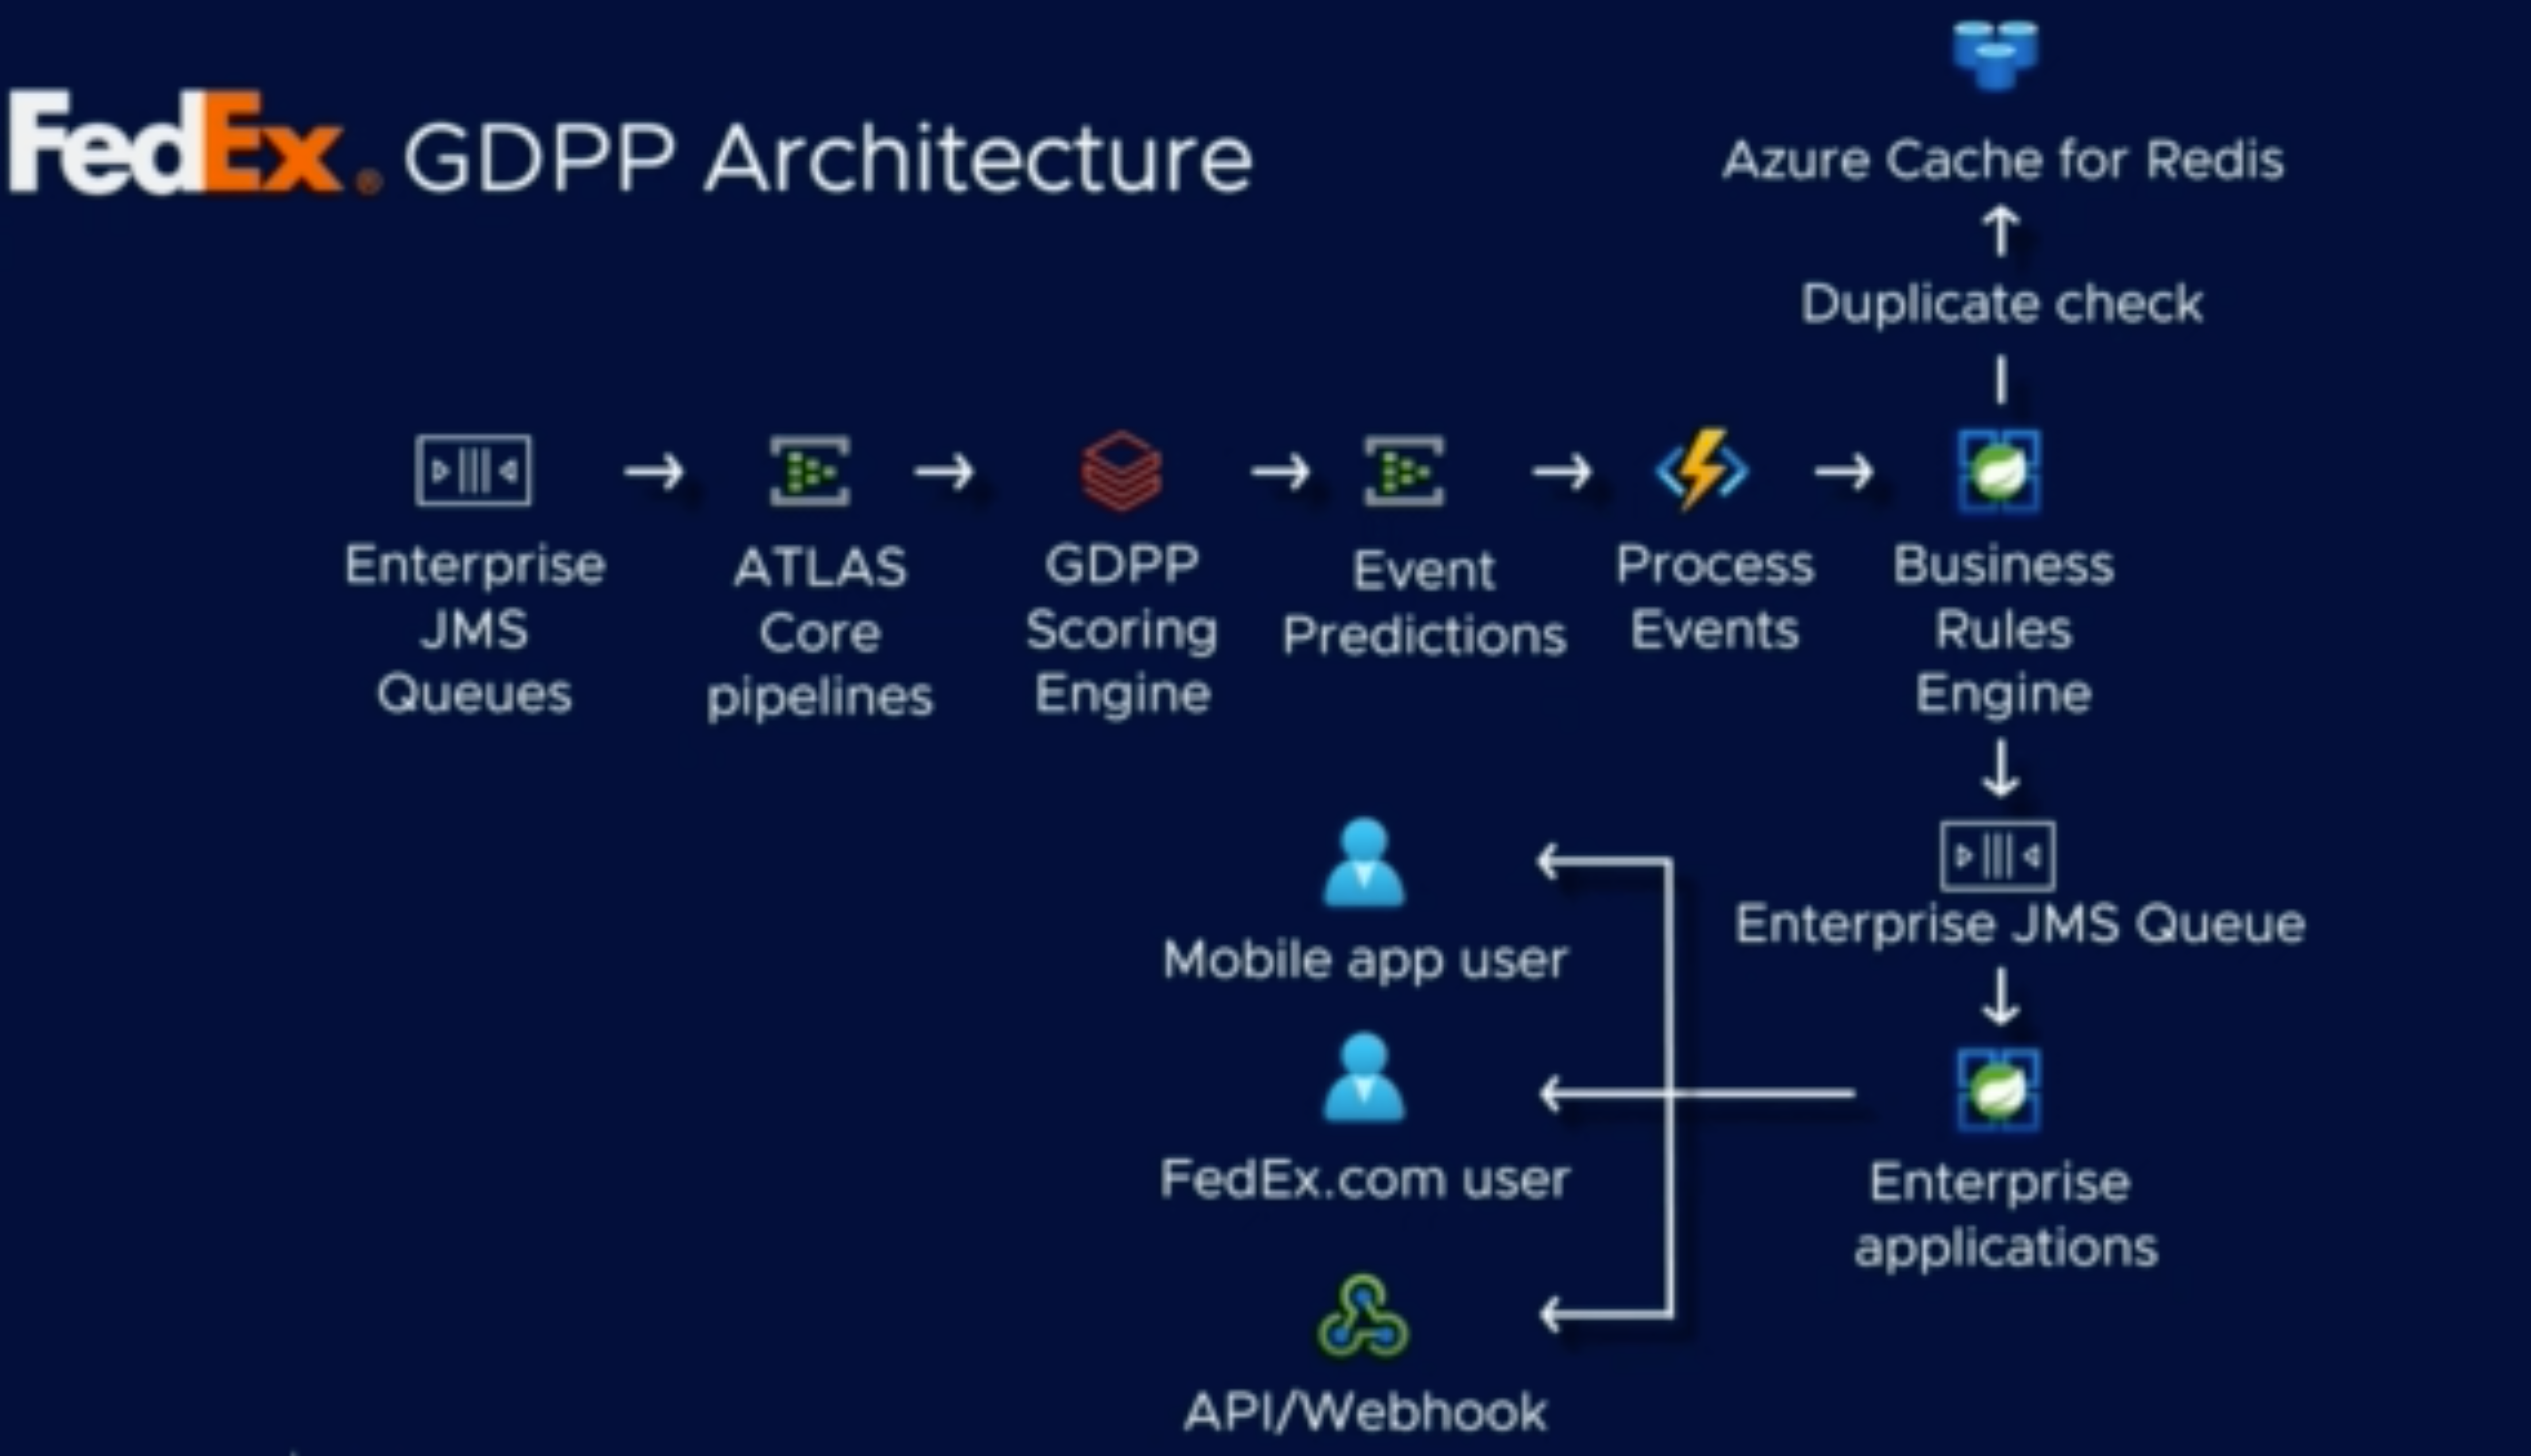 FedEx® GDPP Architecture
Azure Cache for Redis
Duplicate check
Enterprise
JMS
Queues
ATLAS
Core
pipelines
GDPP
Scoring
Engine
Event
Predictions
Process
Events
Business
Rules
Engine
Enterprise JMS Queue
Enterprise
applications
Mobile app user
FedEx.com user
API/Webhook